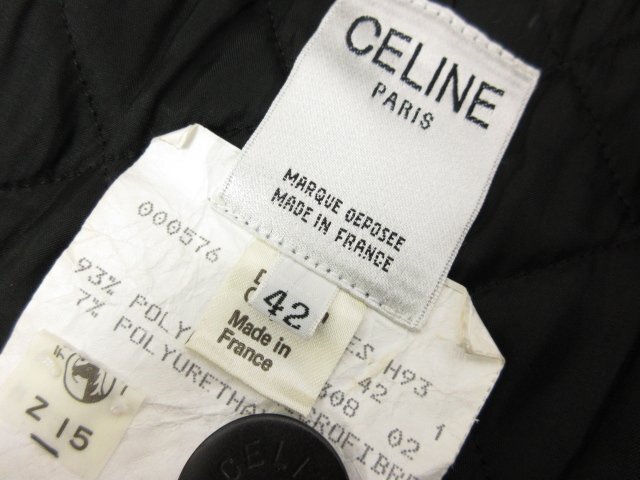 CELINE
PARIS
MARQUE DEPOSEE
MADE IN FRANCE
000576
42
Made in
France
93% POLY ES H93
42
308 02 1
7% POLYURETHA
Z 15
CELI